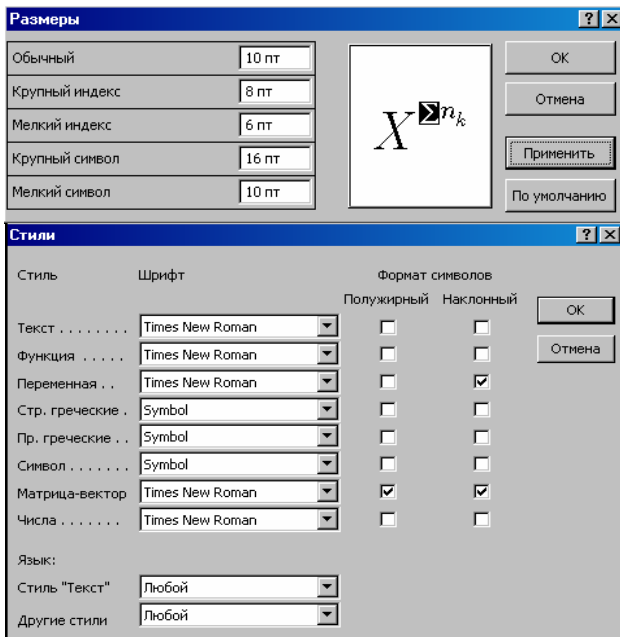 Размеры
Обычный 10 пт
Крупный индекс 8 пт
Мелкий индекс 6 пт
Крупный символ 16 пт
Мелкий символ 10 пт
X Σ n k
ОК
Отмена
Применить
По умолчанию
Стили
Стиль Шрифт Формат символов
Полужирный Наклонный
Текст . . . . . . . . Times New Roman
Функция . . . . . Times New Roman
Переменная . . Times New Roman
Стр. греческие . Symbol
Пр. греческие . . Symbol
Символ . . . . . . . Symbol
Матрица-вектор Times New Roman
Числа . . . . . . . Times New Roman
ОК
Отмена
Язык:
Стиль "Текст" Любой
Другие стили Любой